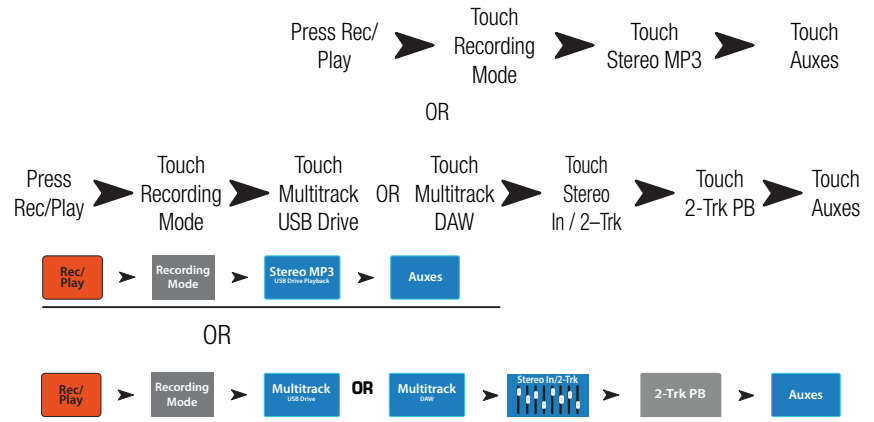 Press Rec/
Play
Touch
Recording
Mode
Touch
Stereo MP3
Touch
Auxes
OR
Press
Rec/Play
Touch
Recording
Mode
Touch
Multitrack
USB Drive
OR
Touch
Multitrack
DAW
Touch
Stereo
In / 2–Trk
Touch
2-Trk PB
Touch
Auxes
Rec/
Play
Recording
Mode
Stereo MP3
USB Drive Playback
Auxes
OR
Rec/
Play
Recording
Mode
Multitrack
USB Drive
OR
Multitrack
DAW
Stereo In/2-Trk
2-Trk PB
Auxes